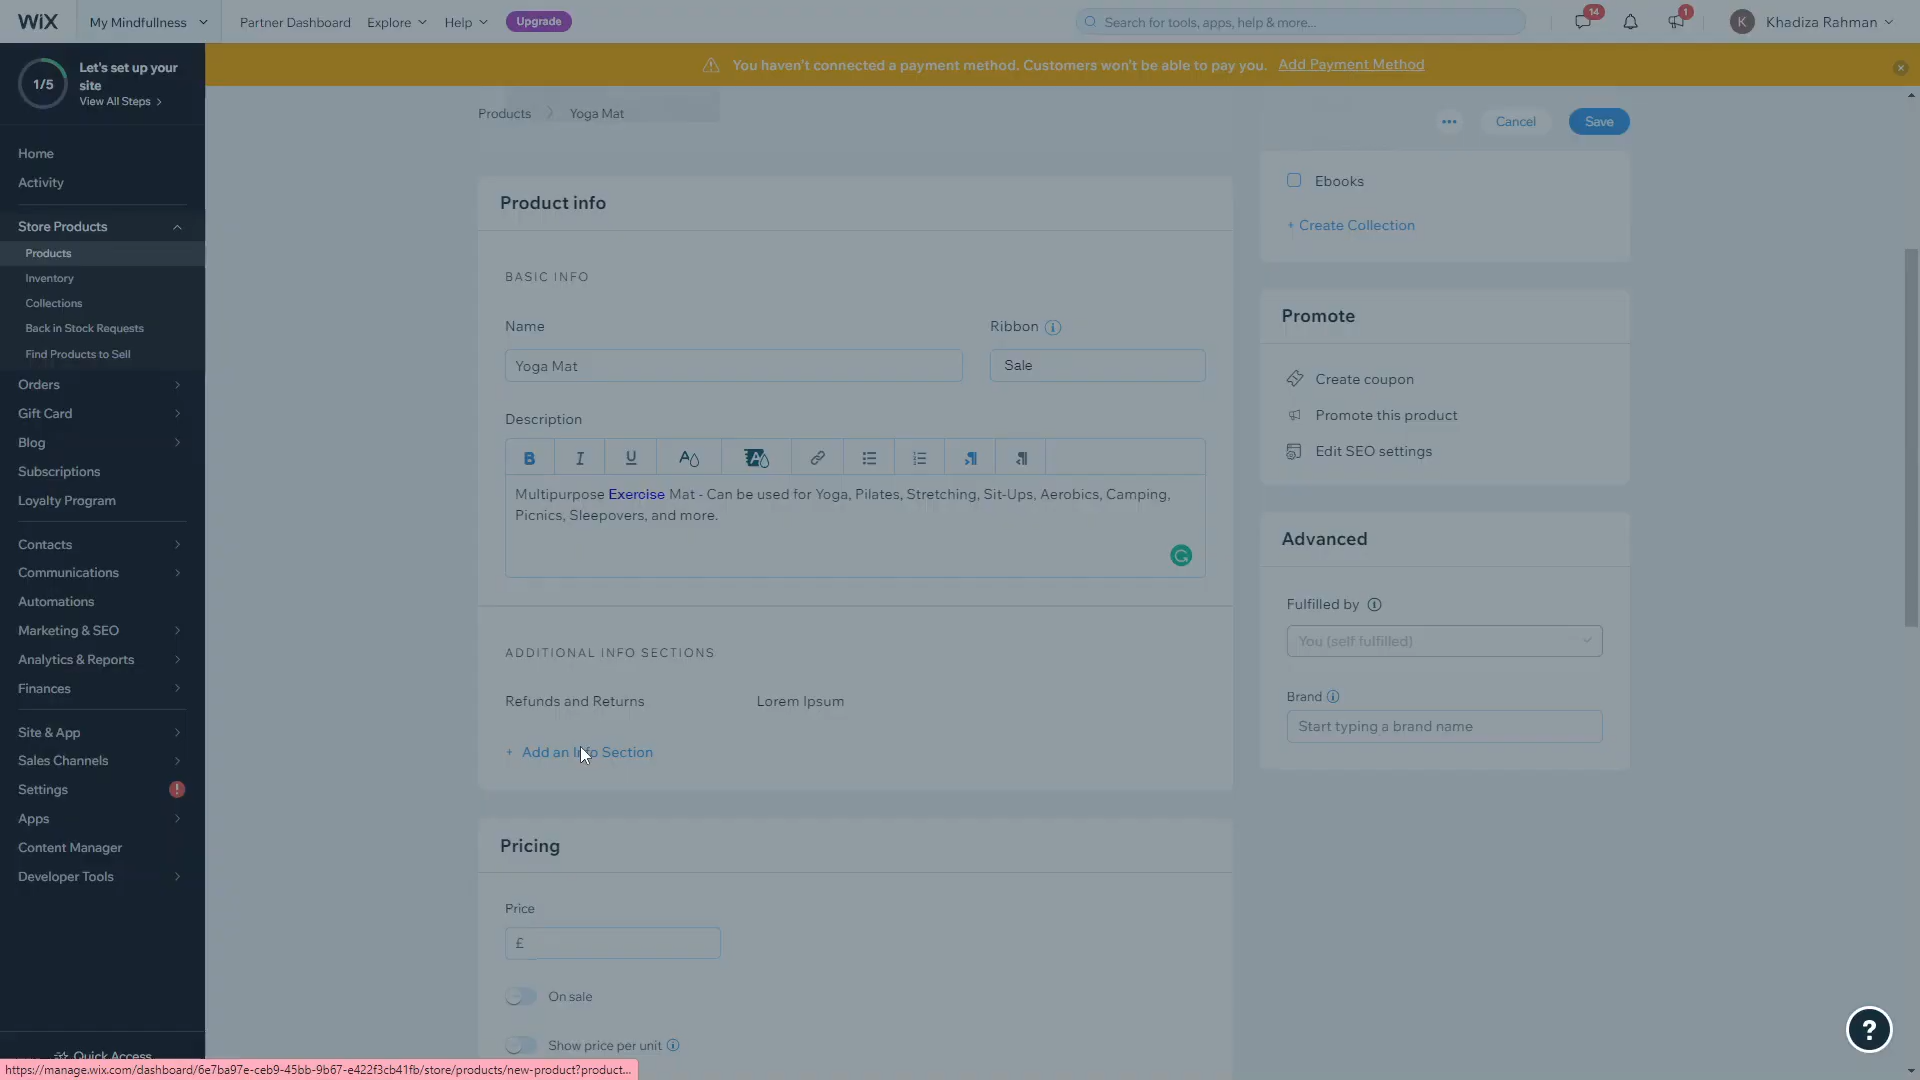 WiX
My Mindfullness
Partner Dashboard
Explore
Help
Upgrade
Search for tools, apps, help & more...
14
1
K
Khadiza Rahman
1/5
Let's set up your
site
View All Steps
You haven't connected a payment method. Customers won't be able to pay you. Add Payment Method
Home
Activity
Store Products
Products
Inventory
Collections
Back in Stock Requests
Find Products to Sell
Orders
Gift Card
Blog
Subscriptions
Loyalty Program
Contacts
Communications
Automations
Marketing & SEO
Analytics & Reports
Finances
Site & App
Sales Channels
Settings
Apps
Content Manager
Developer Tools
Quick Access
Products
Yoga Mat
Cancel
Save
Product info
BASIC INFO
Name
Ribbon
Yoga Mat
Sale
Description
B I U A A
Multipurpose Exercise Mat - Can be used for Yoga, Pilates, Stretching, Sit-Ups, Aerobics, Camping,
Picnics, Sleepovers, and more.
ADDITIONAL INFO SECTIONS
Refunds and Returns
Lorem Ipsum
+ Add an Info Section
Pricing
Price
£
On sale
Show price per unit
Ebooks
+ Create Collection
Promote
Create coupon
Promote this product
Edit SEO settings
Advanced
Fulfilled by
You (self fulfilled)
Brand
Start typing a brand name
?
https://manage.wix.com/dashboard/6e7ba97e-ceb9-45bb-9b67-e422f3cb41fb/store/products/new-product?product...